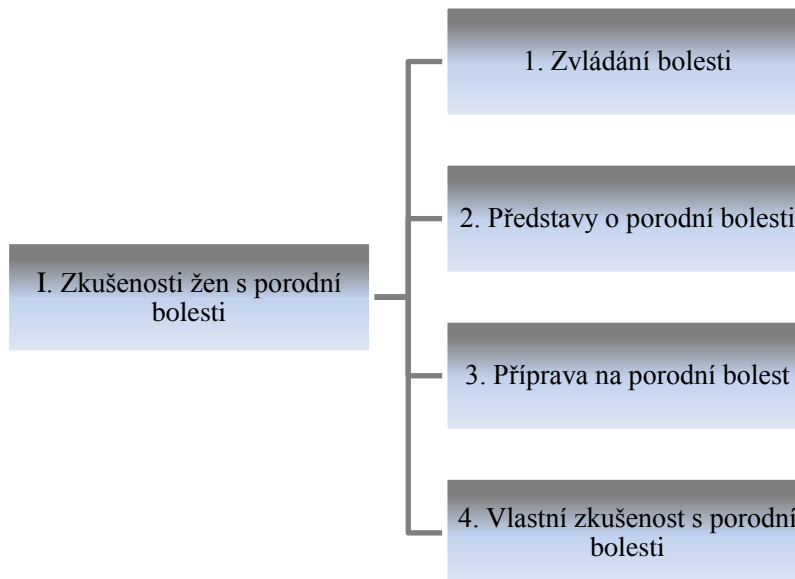 1. Zvládání bolesti
2. Představy o porodní bolesti
I. Zkušenosti žen s porodní
bolesti
3. Příprava na porodní bolest
4. Vlastní zkušenost s porodní
bolesti